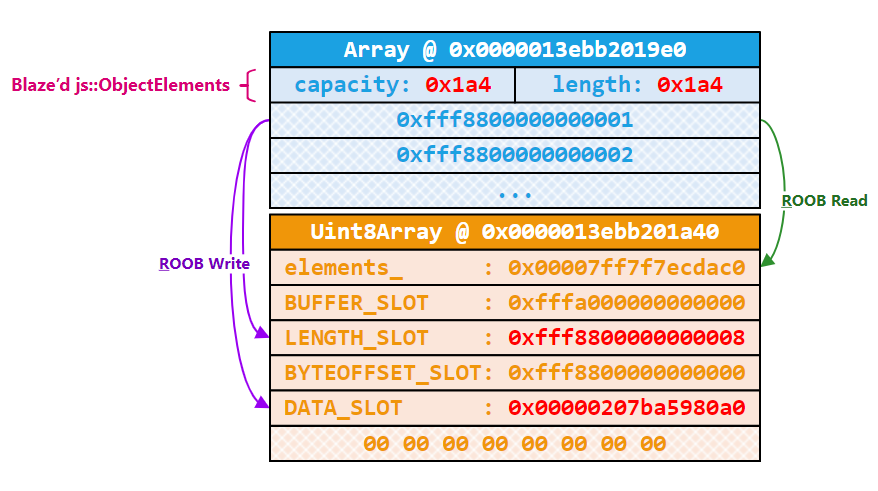 Array @ 0x0000013ebb2019e0
Blaze'd js::ObjectElements
capacity: 0x1a4
length: 0x1a4
0xfff8800000000001
0xfff8800000000002
...
ROOB Read
Uint8Array @ 0x0000013ebb201a40
ROOB Write
elements_ : 0x00007ff7f7ecdac0
BUFFER_SLOT : 0xfffa000000000000
LENGTH_SLOT : 0xfff8800000000008
BYTEOFFSET_SLOT: 0xfff8800000000000
DATA_SLOT : 0x00000207ba5980a0
00 00 00 00 00 00 00 00